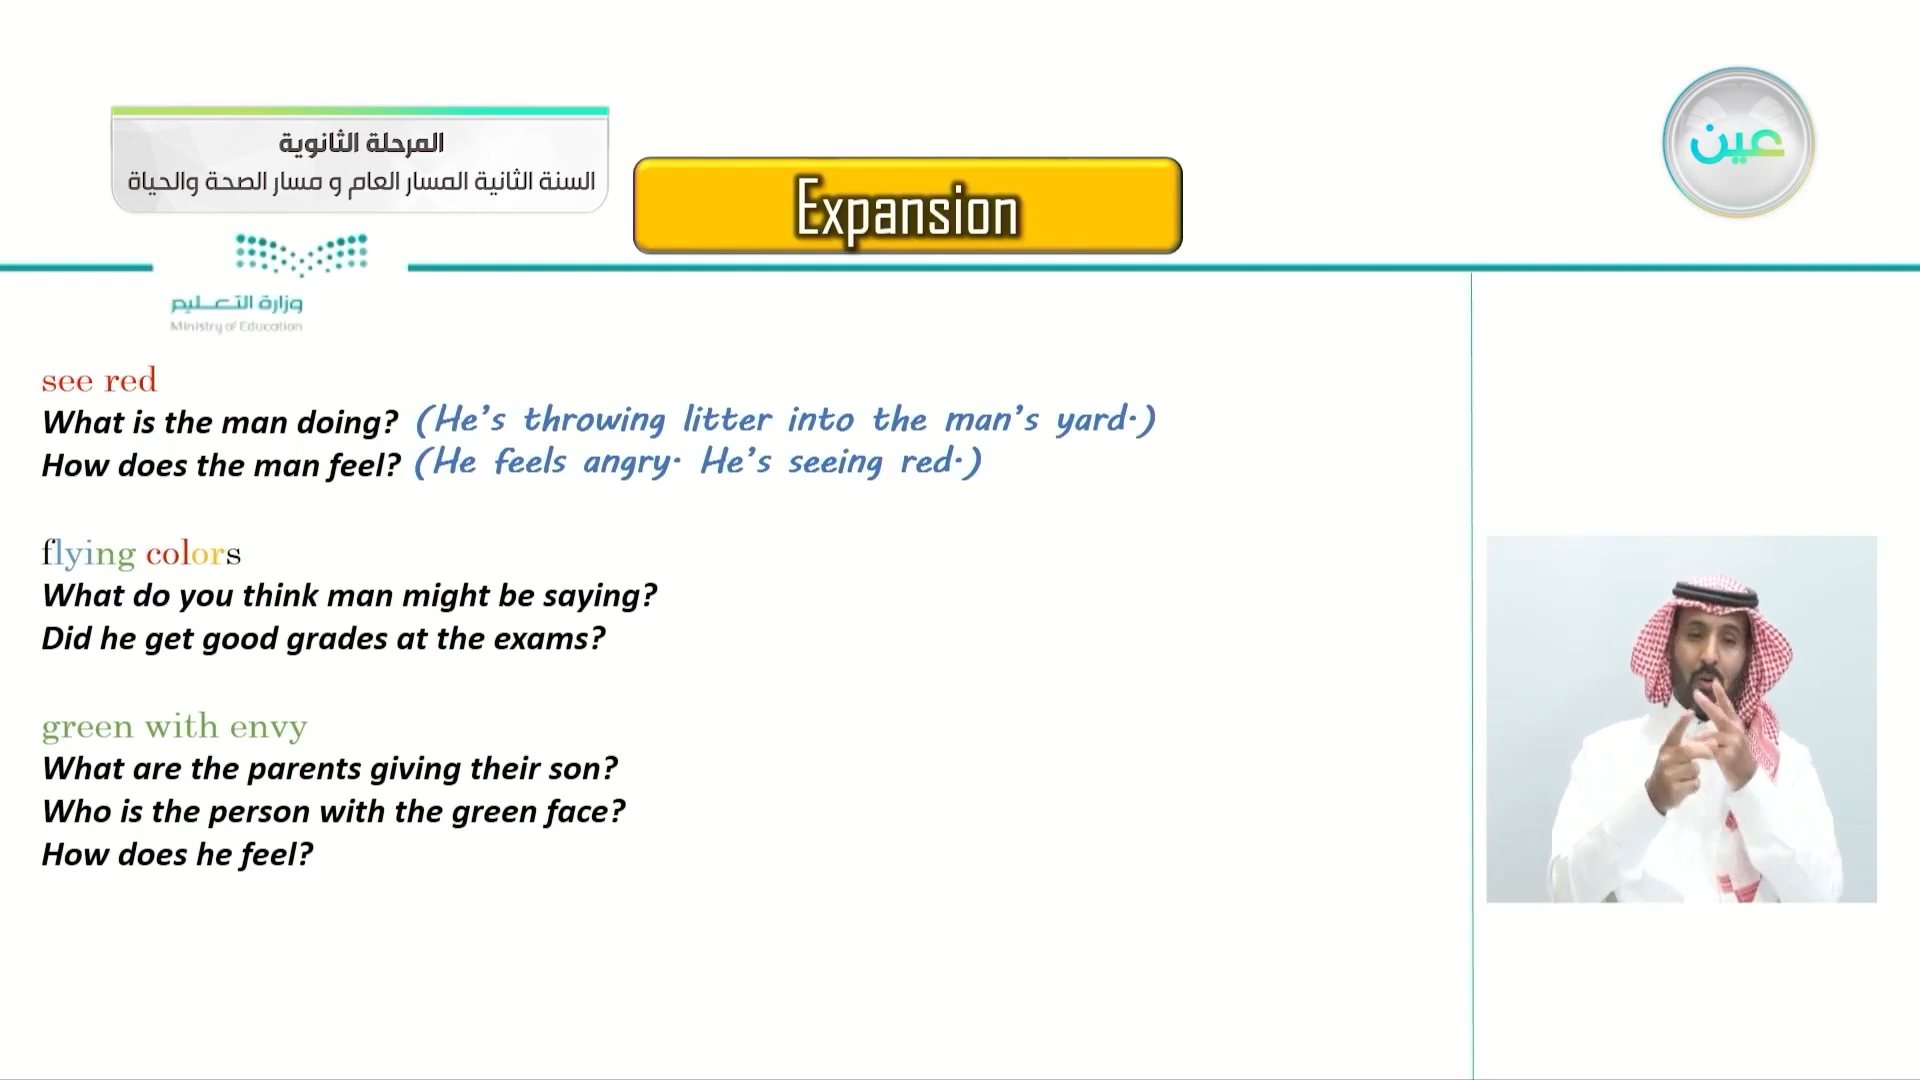 المرحلة الثانوية
السنة الثانية المسار العام و مسار الصحة والحياة
عين
Expansion
وزارة التعليم
Ministry of Education
see red
What is the man doing? (He's throwing litter into the man's yard.)
How does the man feel? (He feels angry. He's seeing red.)
flying colors
What do you think man might be saying?
Did he get good grades at the exams?
green with envy
What are the parents giving their son?
Who is the person with the green face?
How does he feel?